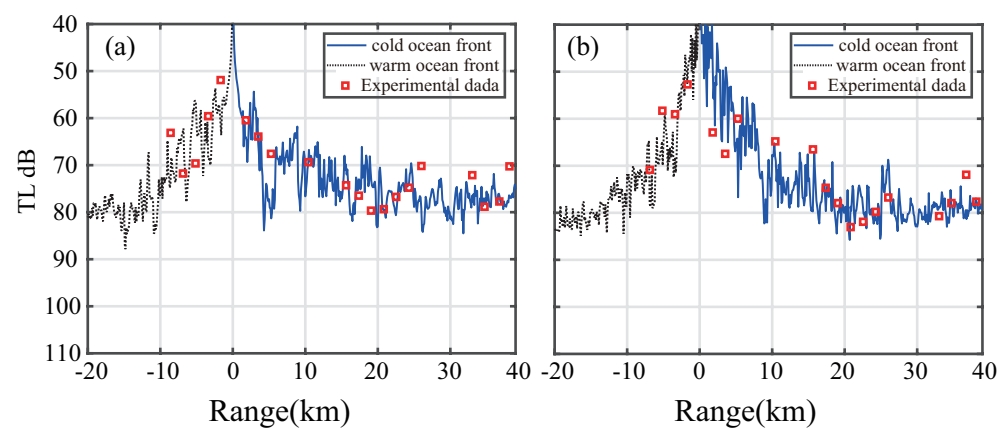 (a)
cold ocean front
warm ocean front
Experimental dada
TL dB
40
50
60
70
80
90
100
110
-20
-10
0
10
20
30
40
Range(km)
(b)
cold ocean front
warm ocean front
Experimental dada
-20
-10
0
10
20
30
40
Range(km)